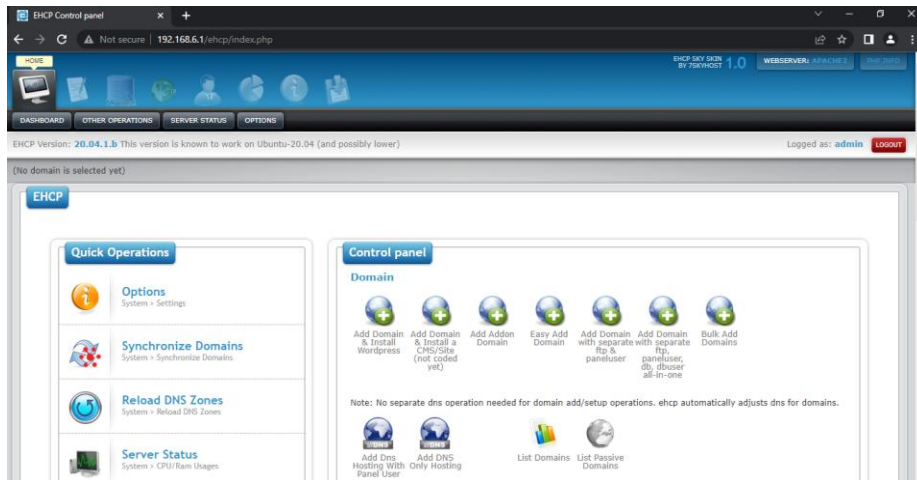 EHCP Control panel
Not secure | 192.168.6.1/ehcp/index.php
HOME
EHCP SKY SKIN
BY 7SKYHOST 1.0
WEBSERVER: APACHE2
PHP INFO
DASHBOARD OTHER OPERATIONS SERVER STATUS OPTIONS
EHCP Version: 20.04.1.b This version is known to work on Ubuntu-20.04 (and possibly lower)
Logged as: admin LOGOUT
(No domain is selected yet)
EHCP
Quick Operations
Options
System > Settings
Synchronize Domains
System > Synchronize Domains
Reload DNS Zones
System > Reload DNS Zones
Server Status
System > CPU/Ram Usages
Control panel
Domain
Add Domain
& Install
Wordpress
Add Domain
& Install a
CMS/Site
(not coded
yet)
Add Addon
Domain
Easy Add
Domain
Add Domain
with separate
ftp &
paneluser
Add Domain
with separate
ftp,
paneluser,
db, dbuser
all-in-one
Bulk Add
Domains
Note: No separate dns operation needed for domain add/setup operations. ehcp automatically adjusts dns for domains.
DNS
Add Dns
Hosting With
Panel User
DNS
Add DNS
Only Hosting
List Domains
List Passive
Domains